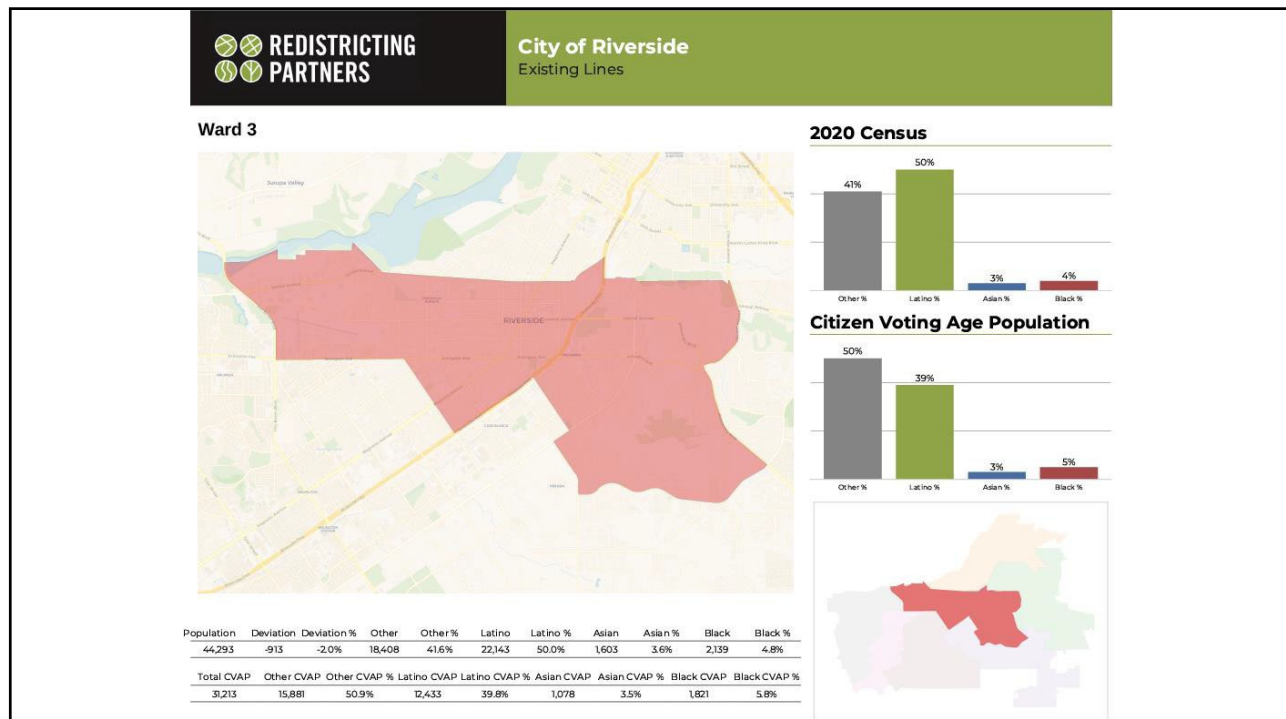 REDISTRICTING
PARTNERS
City of Riverside
Existing Lines
Ward 3
Jurupa Valley
RIVERSIDE
CASA BLANCA
2020 Census
41%
50%
3%
4%
Other %
Latino %
Asian %
Black %
Citizen Voting Age Population
50%
39%
3%
5%
Other %
Latino %
Asian %
Black %
Population Deviation Deviation % Other Other % Latino Latino % Asian Asian % Black Black %
44,293 -913 -2.0% 18,408 41.6% 22,143 50.0% 1,603 3.6% 2,139 4.8%
Total CVAP Other CVAP Other CVAP % Latino CVAP Latino CVAP % Asian CVAP Asian CVAP % Black CVAP Black CVAP %
31,213 15,881 50.9% 12,433 39.8% 1,078 3.5% 1,821 5.8%